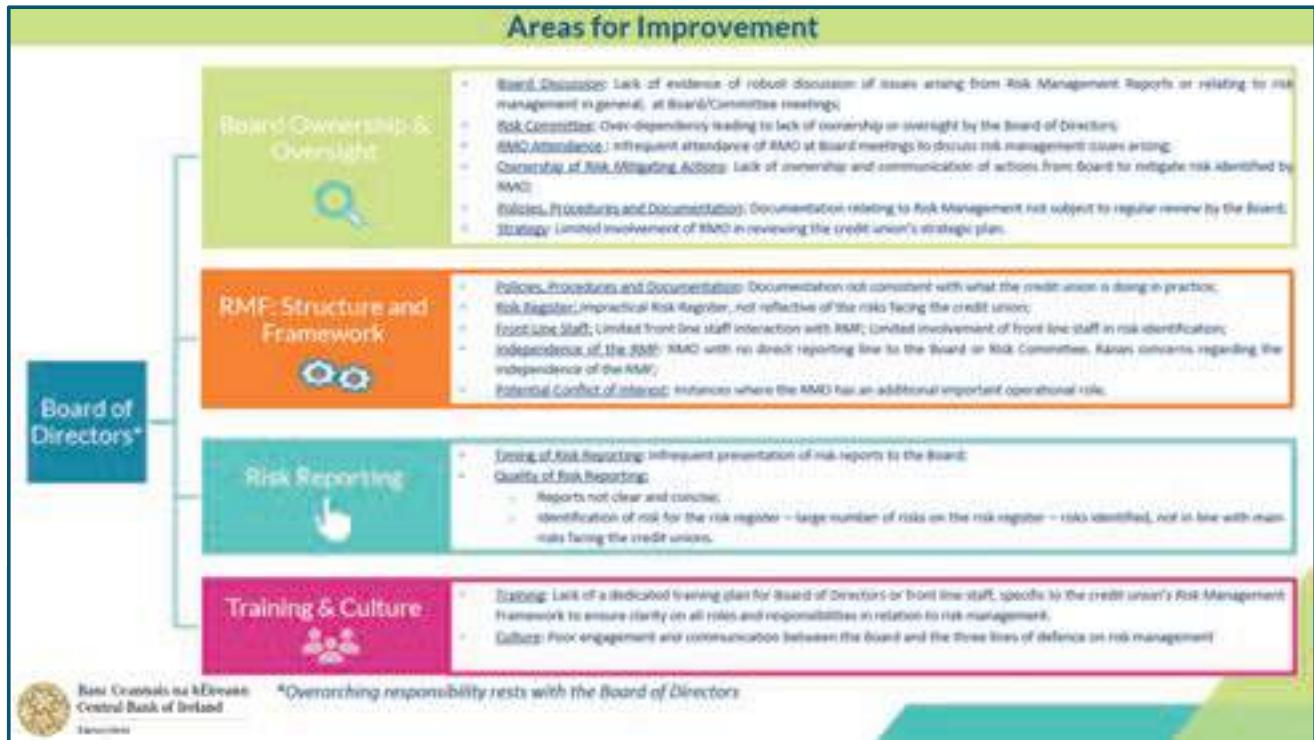 Areas for Improvement
Board Ownership &
Oversight
Board Discussion: Lack of evidence of robust discussion of issues arising from Risk Management Reports or relating to risk
management in general, at Board/Committee meetings;
Risk Committee: Over-dependency leading to lack of ownership or oversight by the Board of Directors;
RMO Attendance : Infrequent attendance of RMO at Board meetings to discuss risk management issues arising;
Ownership of Risk Mitigating Actions: Lack of ownership and communication of actions from Board to mitigate risk identified by
RMO;
Policies, Procedures and Documentation: Documentation relating to Risk Management not subject to regular review by the Board;
Strategy: Limited involvement of RMO in reviewing the credit union's strategic plan.
RMF: Structure and
Framework
Policies, Procedures and Documentation: Documentation not consistent with what the credit union is doing in practice;
Risk Register: Impractical Risk Register, not reflective of the risks facing the credit union;
Front Line Staff: Limited front line staff interaction with RMF; Limited involvement of front line staff in risk identification;
Independence of the RMF: RMO with no direct reporting line to the Board or Risk Committee. Raises concerns regarding the
independence of the RMF;
Potential Conflict of Interest: Instances where the RMO has an additional important operational role.
Board of
Directors*
Risk Reporting
Timing of Risk Reporting: Infrequent presentation of risk reports to the Board;
Quality of Risk Reporting:
Reports not clear and concise;
Identification of risk for the risk register – large number of risks on the risk register – risks identified, not in line with main
risks facing the credit unions.
Training & Culture
Training: Lack of a dedicated training plan for Board of Directors or front line staff, specific to the credit union's Risk Management
Framework to ensure clarity on all roles and responsibilities in relation to risk management.
Culture: Poor engagement and communication between the Board and the three lines of defence on risk management
Banc Ceannais na hÉireann
Central Bank of Ireland
Eurosystem
*Overarching responsibility rests with the Board of Directors